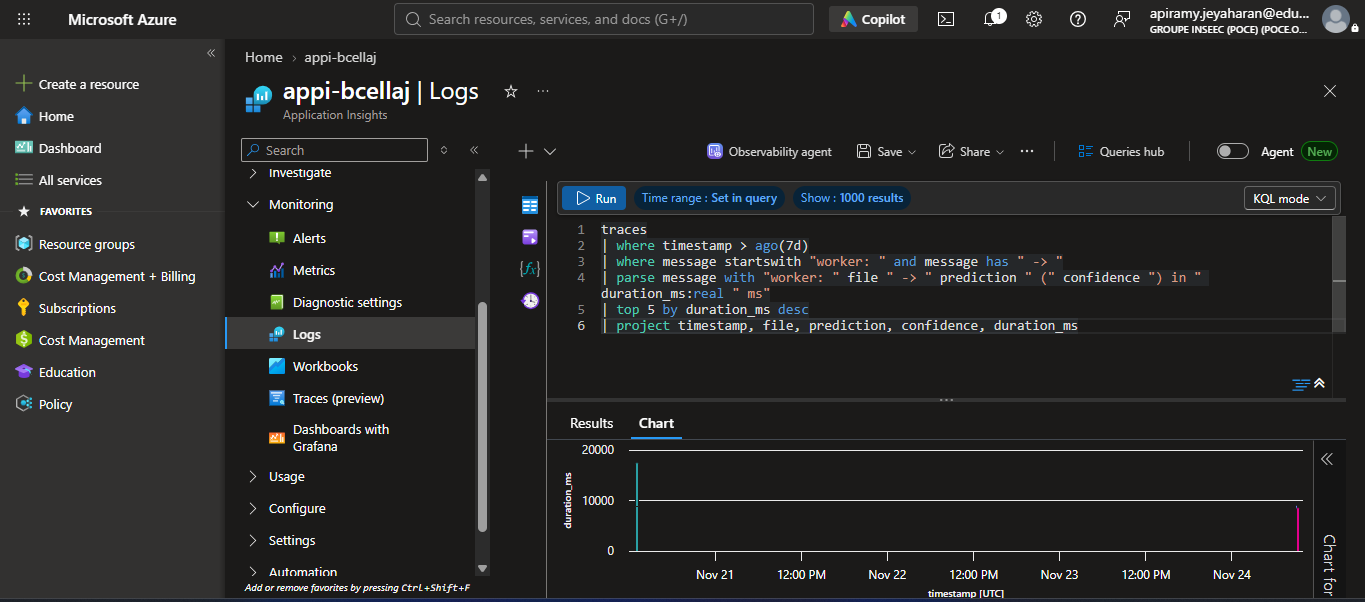 Microsoft Azure
Search resources, services, and docs (G+/)
Copilot
1
apiramy.jeyaharan@edu...
GROUPE INSEEC (POCE) (POCE.O...
Create a resource
Home
Dashboard
All services
FAVORITES
Resource groups
Cost Management + Billing
Subscriptions
Cost Management
Education
Policy
Home > appi-bcellaj
appi-bcellaj | Logs
Application Insights
Search
Investigate
Monitoring
Alerts
Metrics
Diagnostic settings
Logs
Workbooks
Traces (preview)
Dashboards with
Grafana
Usage
Configure
Settings
Automation
Add or remove favorites by pressing Ctrl+Shift+F
Observability agent
Save
Share
Queries hub
Agent
New
Run
Time range : Set in query
Show : 1000 results
KQL mode
1 traces
2 | where timestamp > ago(7d)
3 | where message startswith "worker: " and message has " -> "
4 | parse message with "worker: " file " -> " prediction " (" confidence ") in "
duration_ms:real " ms"
5 | top 5 by duration_ms desc
6 | project timestamp, file, prediction, confidence, duration_ms
Results
Chart
20000
10000
0
duration_ms
Nov 21
12:00 PM
Nov 22
12:00 PM
Nov 23
12:00 PM
Nov 24
timestamp [UTC]
Chart for